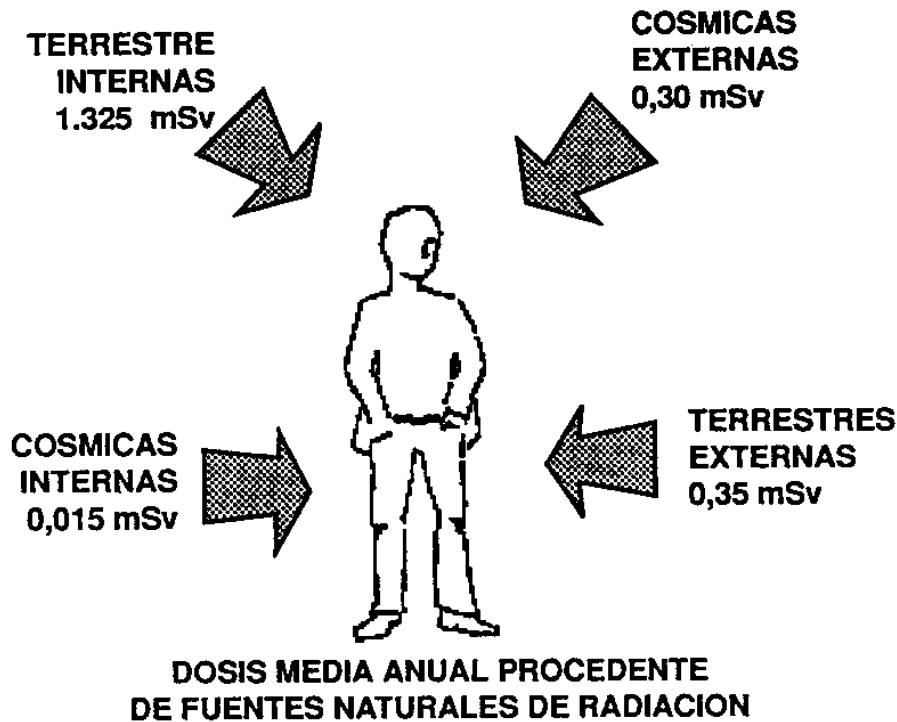 TERRESTRE
INTERNAS
1.325 mSv
COSMICAS
EXTERNAS
0,30 mSv
COSMICAS
INTERNAS
0,015 mSv
TERRESTRES
EXTERNAS
0,35 mSv
DOSIS MEDIA ANUAL PROCEDENTE
DE FUENTES NATURALES DE RADIACION